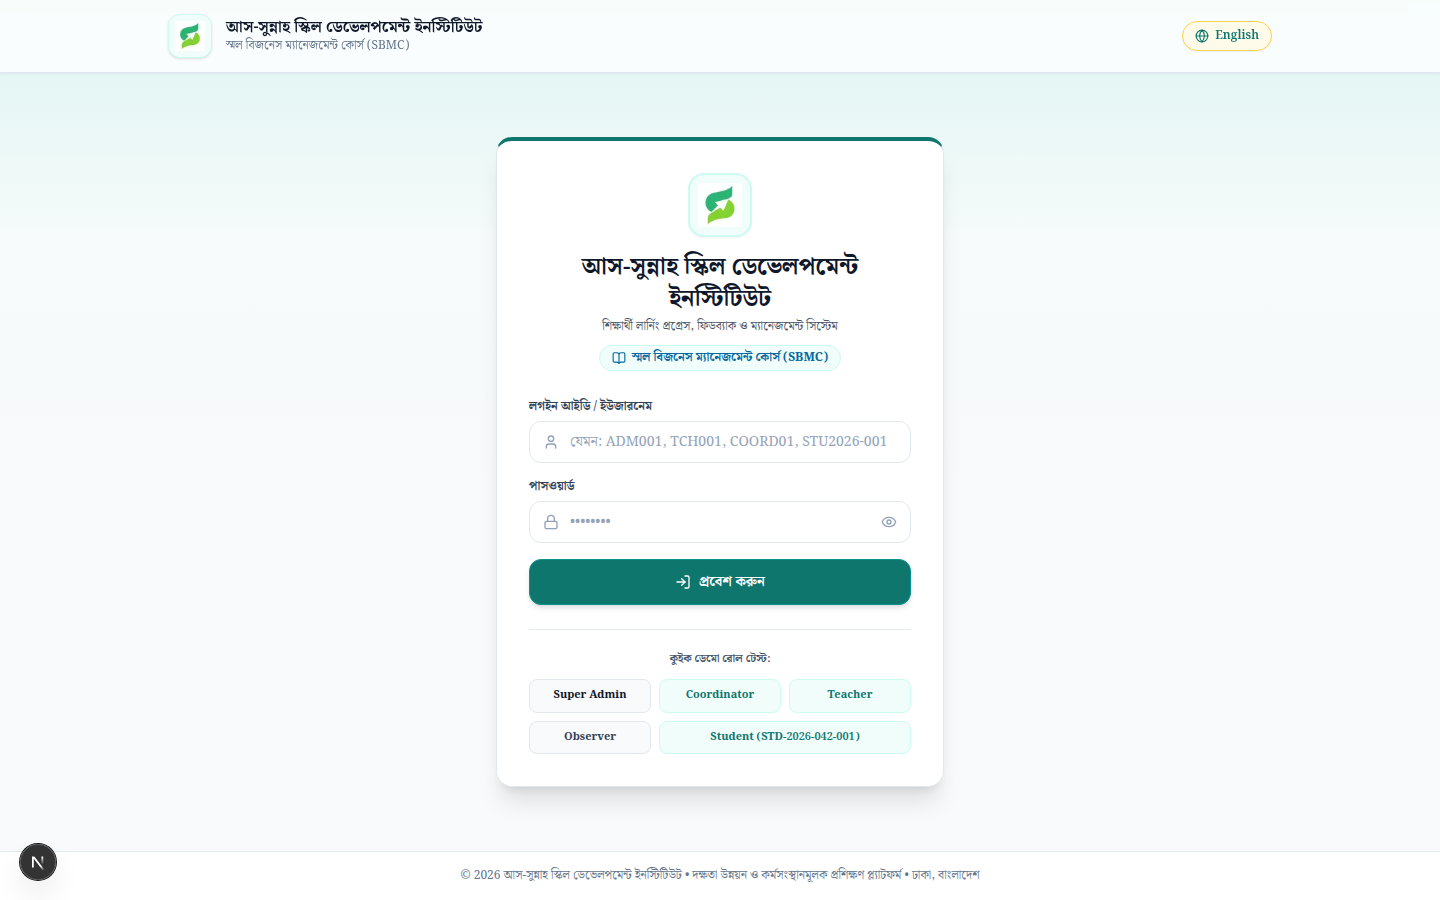 আস-সুন্নাহ স্কিল ডেভেলপমেন্ট ইনস্টিটিউট
স্মল বিজনেস ম্যানেজমেন্ট কোর্স (SBMC)
English
আস-সুন্নাহ স্কিল ডেভেলপমেন্ট
ইনস্টিটিউট
শিক্ষার্থী লার্নিং প্রগ্রেস, ফিডব্যাক ও ম্যানেজমেন্ট সিস্টেম
স্মল বিজনেস ম্যানেজমেন্ট কোর্স (SBMC)
লগইন আইডি / ইউজারনেম
যেমন: ADM001, TCH001, COORD01, STU2026-001
পাসওয়ার্ড
••••••••
প্রবেশ করুন
কুইক ডেমো রোল টেস্ট:
Super Admin
Coordinator
Teacher
Observer
Student (STD-2026-042-001)
N
© 2026 আস-সুন্নাহ স্কিল ডেভেলপমেন্ট ইনস্টিটিউট • দক্ষতা উন্নয়ন ও কর্মসংস্থানমূলক প্রশিক্ষণ প্ল্যাটফর্ম • ঢাকা, বাংলাদেশ